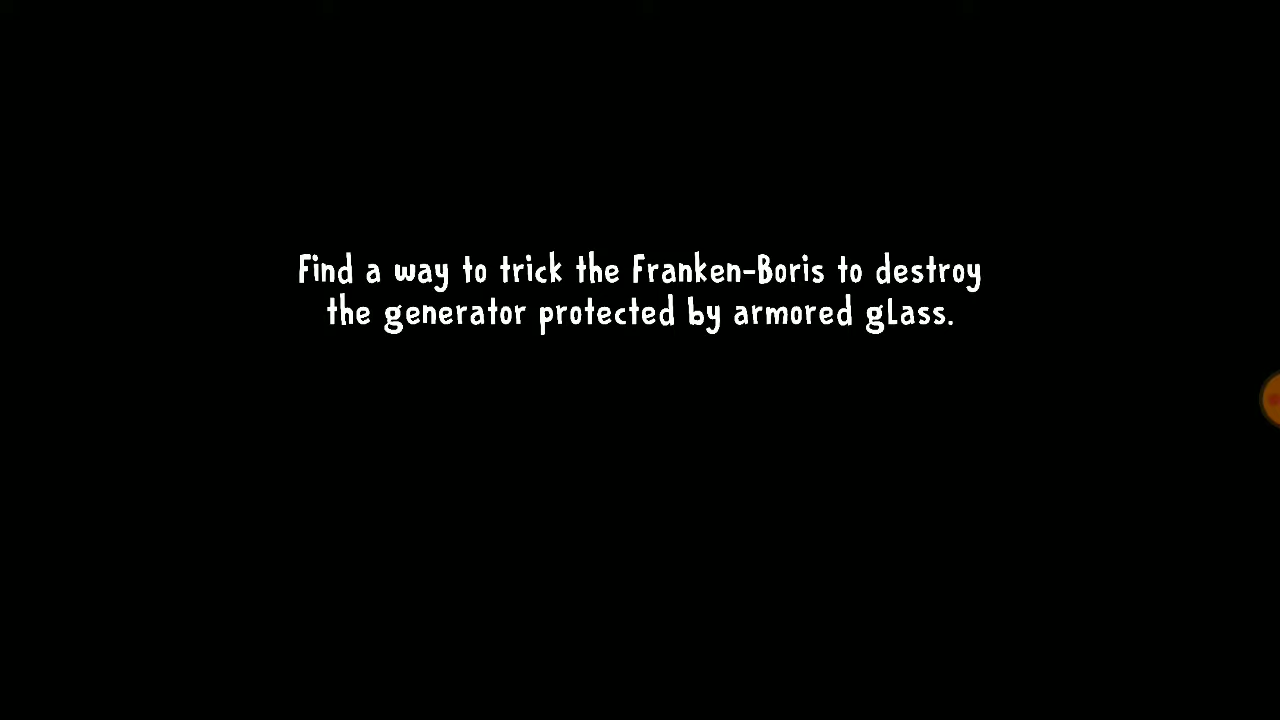 Find a way to trick the Franken-Boris to destroy
the generator protected by armored glass.